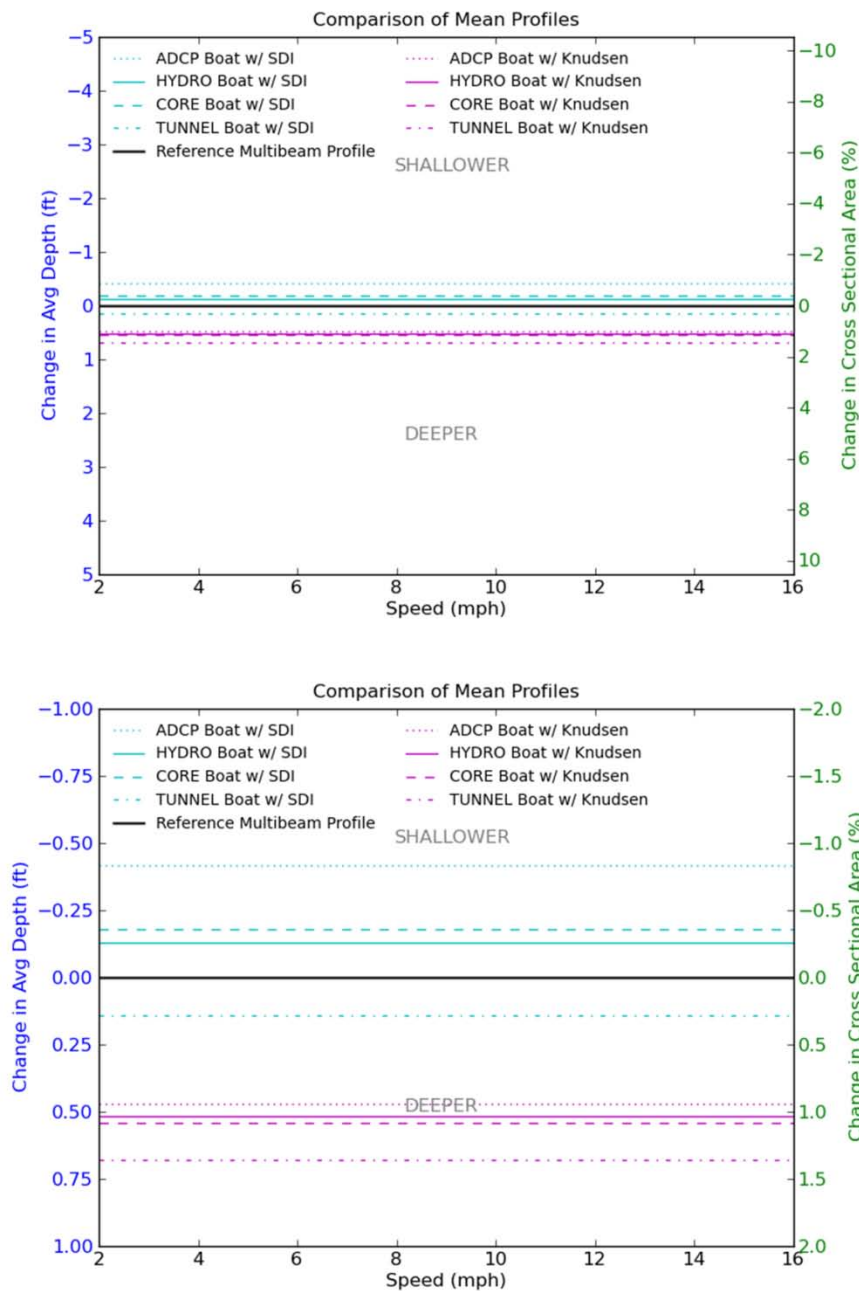 Comparison of Mean Profiles
ADCP Boat w/ SDI
HYDRO Boat w/ SDI
CORE Boat w/ SDI
TUNNEL Boat w/ SDI
Reference Multibeam Profile
ADCP Boat w/ Knudsen
HYDRO Boat w/ Knudsen
CORE Boat w/ Knudsen
TUNNEL Boat w/ Knudsen
SHALLOWER
DEEPER
Change in Avg Depth (ft)
−5
−4
−3
−2
−1
0
1
2
3
4
5
Change in Cross Sectional Area (%)
−10
−8
−6
−4
−2
0
2
4
6
8
10
2 4 6 8 10 12 14 16
Speed (mph)
Comparison of Mean Profiles
ADCP Boat w/ SDI
HYDRO Boat w/ SDI
CORE Boat w/ SDI
TUNNEL Boat w/ SDI
Reference Multibeam Profile
ADCP Boat w/ Knudsen
HYDRO Boat w/ Knudsen
CORE Boat w/ Knudsen
TUNNEL Boat w/ Knudsen
SHALLOWER
DEEPER
Change in Avg Depth (ft)
−1.00
−0.75
−0.50
−0.25
0.00
0.25
0.50
0.75
1.00
Change in Cross Sectional Area (%)
−2.0
−1.5
−1.0
−0.5
0.0
0.5
1.0
1.5
2.0
2 4 6 8 10 12 14 16
Speed (mph)